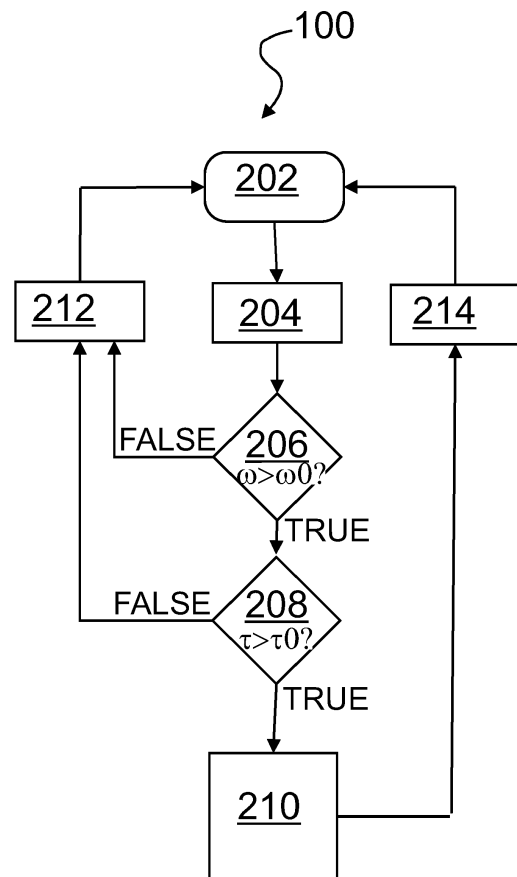 100
202
212
204
214
FALSE
206
ω>ω0?
TRUE
FALSE
208
τ>τ0?
TRUE
210